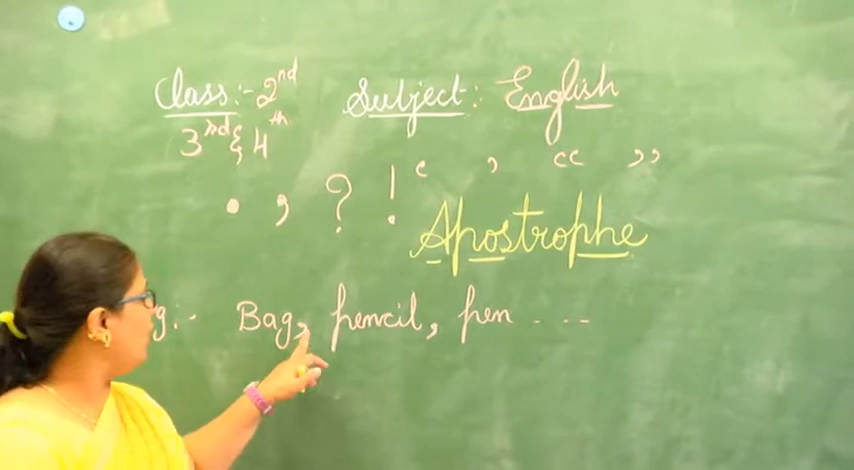 Class:- 2nd Subject: English
3rd & 4th
. , ? ! ‘ ’ “ ”
Apostrophe
g:- Bag, pencil, pen ....